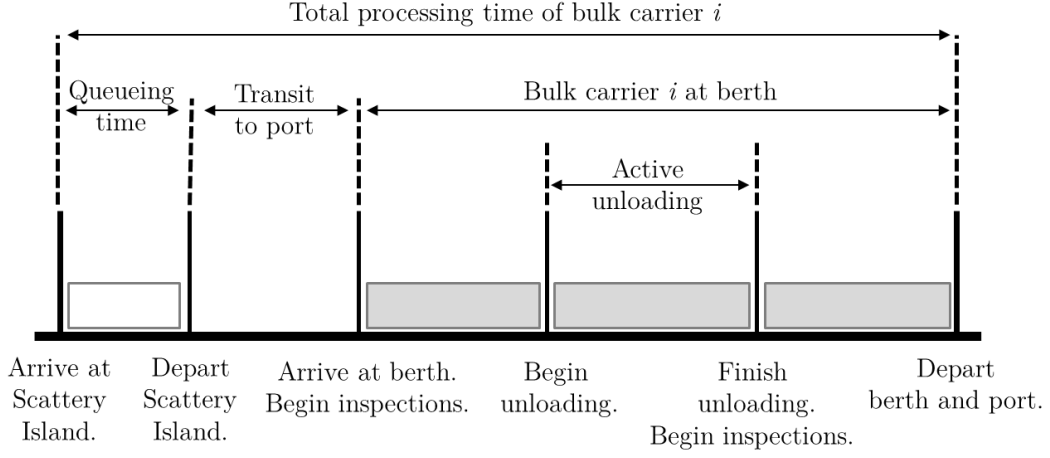 Total processing time of bulk carrier i
Queueing
time
Transit
to port
Bulk carrier i at berth
Active
unloading
Arrive at
Scattery
Island.
Depart
Scattery
Island.
Arrive at berth.
Begin inspections.
Begin
unloading.
Finish
unloading.
Begin inspections.
Depart
berth and port.